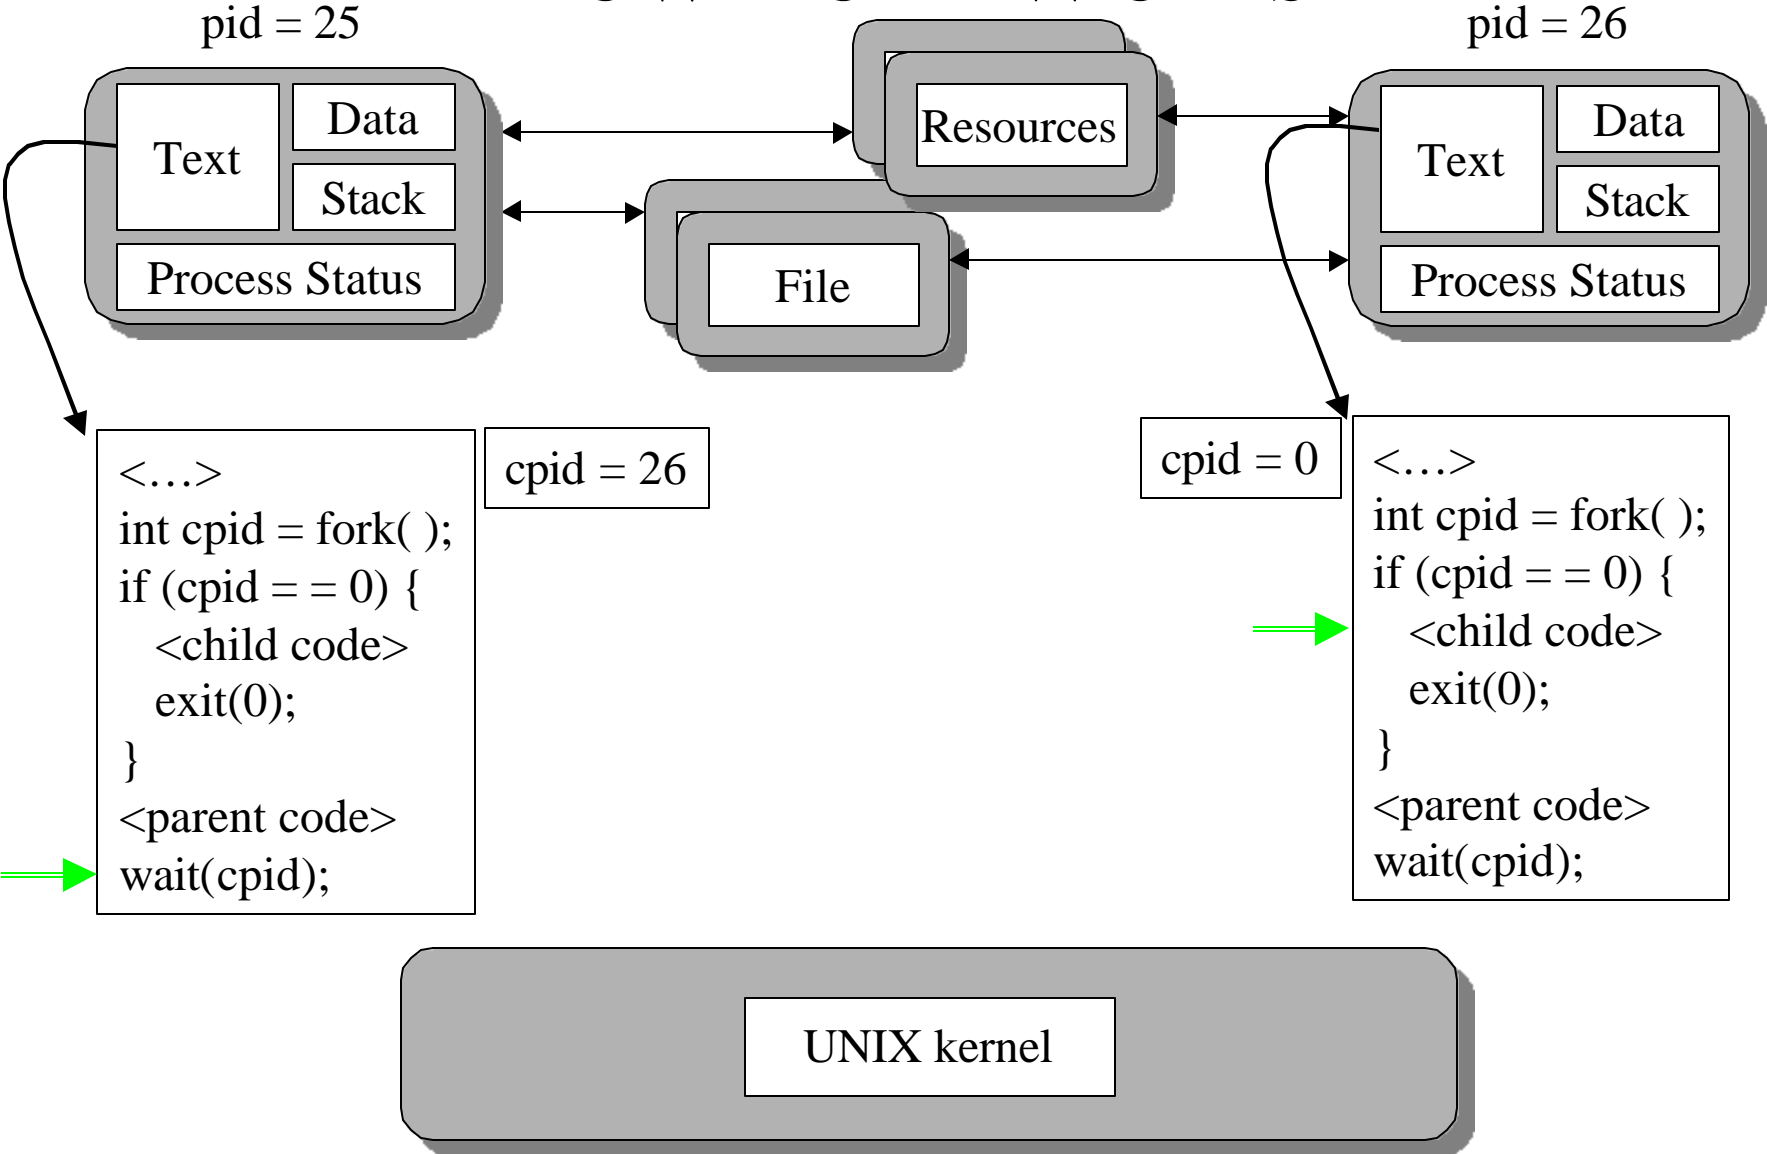 pid = 25
pid = 26
Text
Data
Stack
Process Status
Resources
File
Text
Data
Stack
Process Status
<…>
int cpid = fork( );
if (cpid = = 0) {
<child code>
exit(0);
}
<parent code>
wait(cpid);
cpid = 26
cpid = 0
<…>
int cpid = fork( );
if (cpid = = 0) {
<child code>
exit(0);
}
<parent code>
wait(cpid);
UNIX kernel